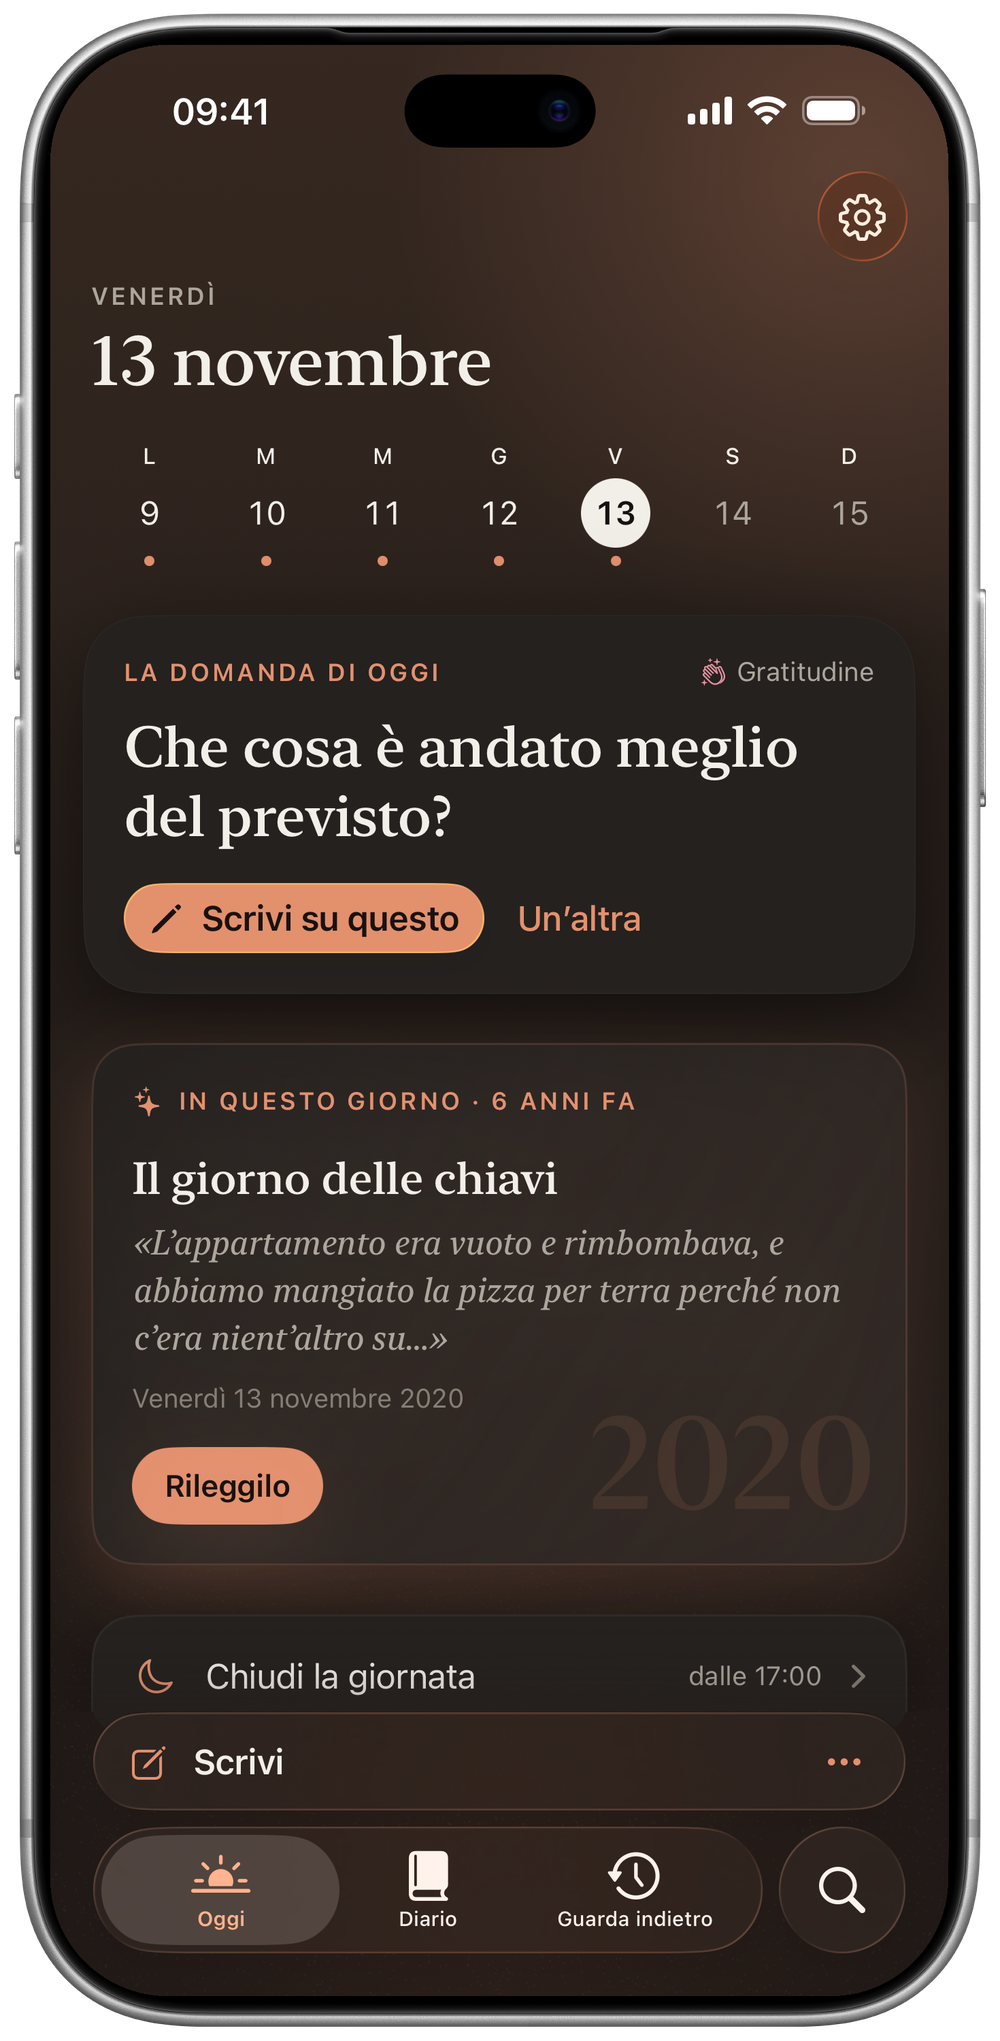 09:41
VENERDÌ
13 novembre
L M M G V S D
9 10 11 12 13 14 15
LA DOMANDA DI OGGI
Gratitudine
Che cosa è andato meglio
del previsto?
Scrivi su questo
Un’altra
IN QUESTO GIORNO · 6 ANNI FA
Il giorno delle chiavi
«L’appartamento era vuoto e rimbombava, e
abbiamo mangiato la pizza per terra perché non
c’era nient’altro su...»
Venerdì 13 novembre 2020
2020
Rileggilo
Chiudi la giornata
dalle 17:00
Scrivi
Oggi
Diario
Guarda indietro